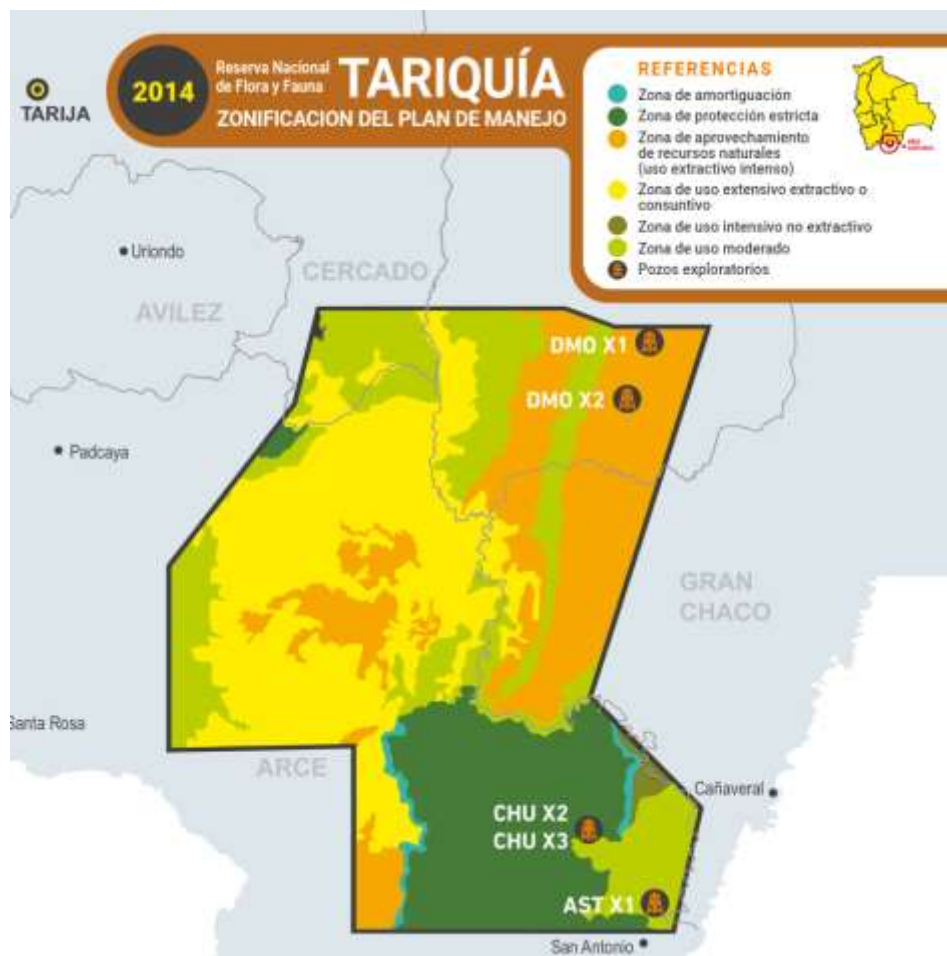 TARIJA
2014
Reserva Nacional
de Flora y Fauna
TARIQUÍA
ZONIFICACION DEL PLAN DE MANEJO
REFERENCIAS
Zona de amortiguación
Zona de protección estricta
Zona de aprovechamiento
de recursos naturales
(uso extractivo intenso)
Zona de uso extensivo extractivo o
consuntivo
Zona de uso intensivo no extractivo
Zona de uso moderado
Pozos exploratorios
Uriondo
CERCADO
AVILEZ
DMO X1
DMO X2
Padcaya
GRAN
CHACO
Santa Rosa
ARCE
Cañaveral
CHU X2
CHU X3
AST X1
San Antonio